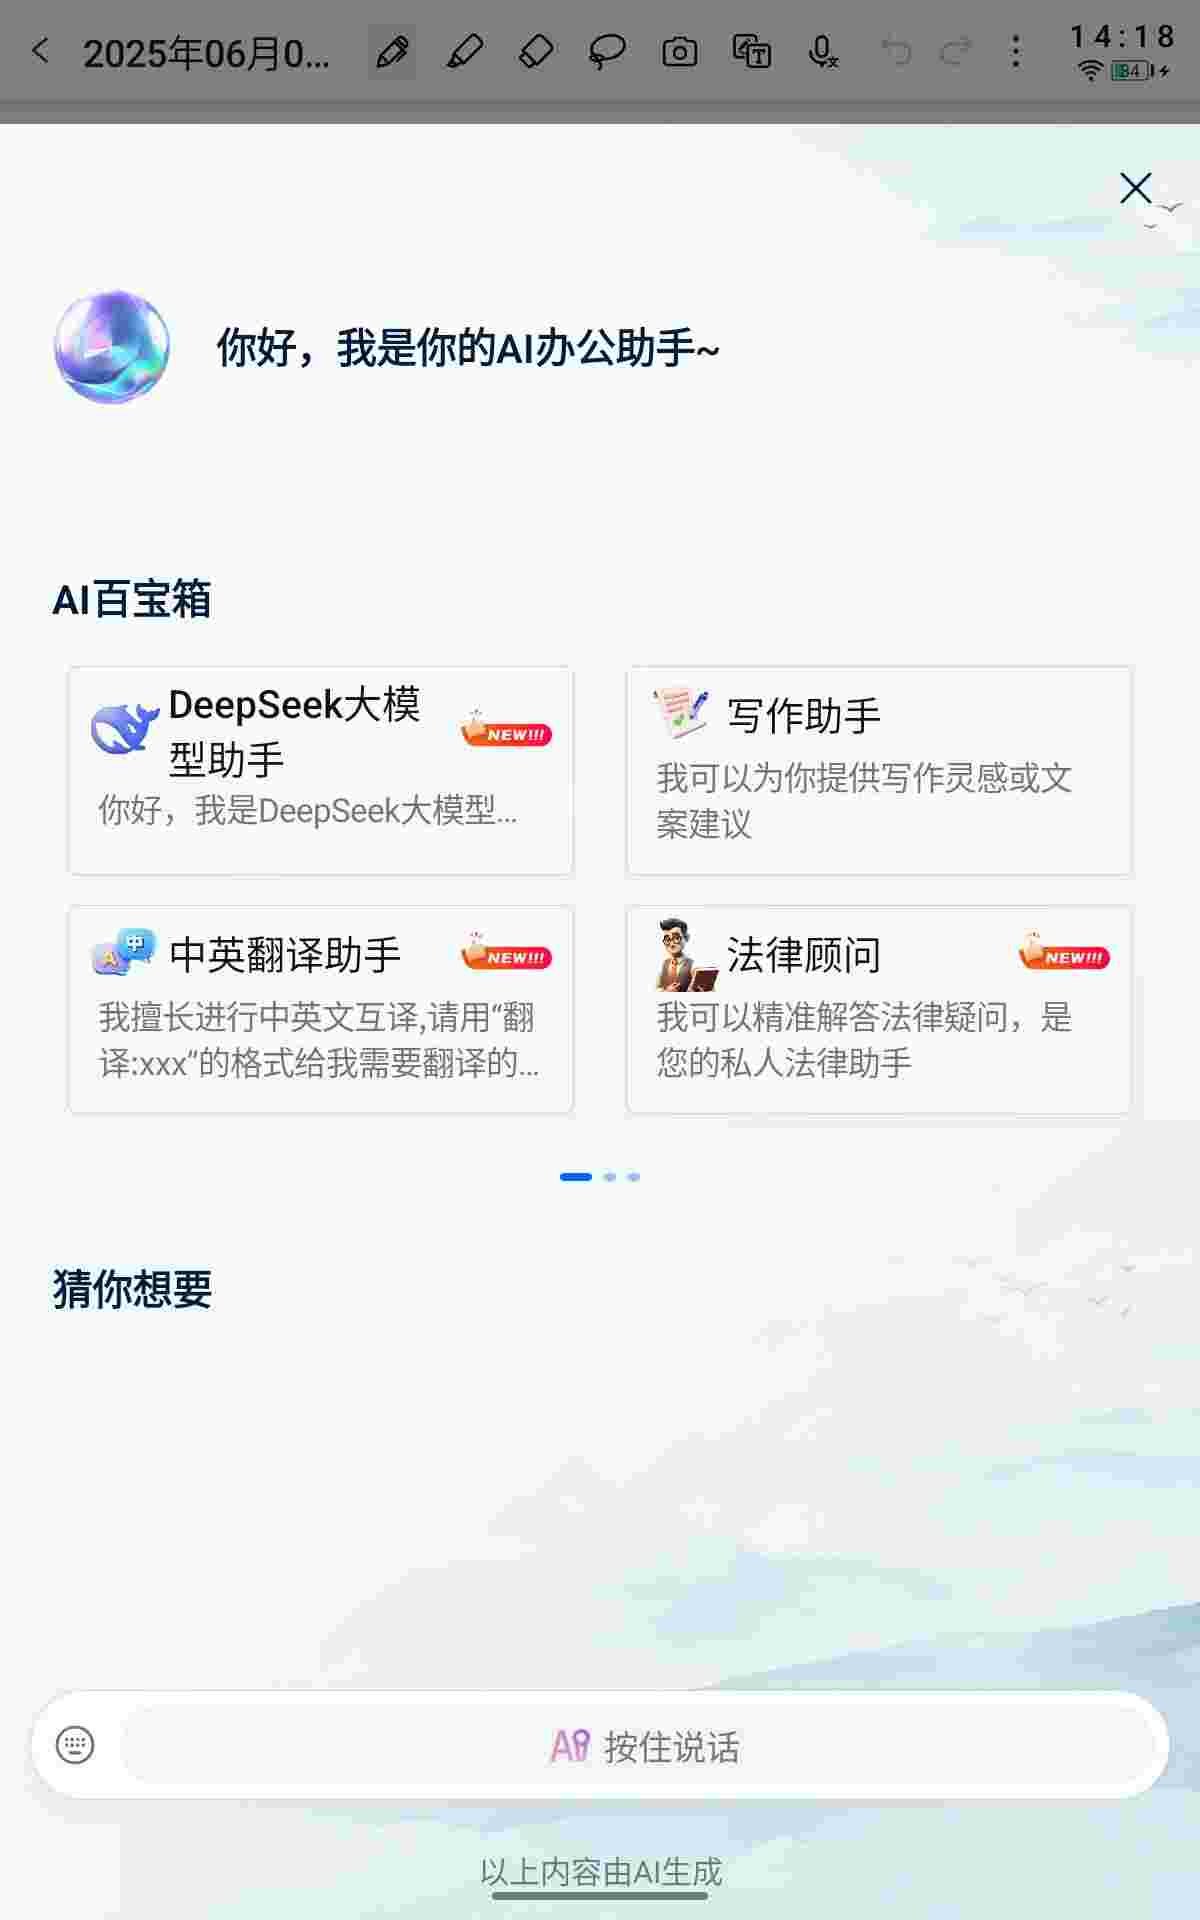 2025年06月0...
14:18
84
你好，我是你的AI办公助手~
AI百宝箱
DeepSeek大模
型助手
NEW!!!
你好，我是DeepSeek大模型...
写作助手
我可以为你提供写作灵感或文
案建议
中英翻译助手
NEW!!!
我擅长进行中英文互译,请用“翻
译:xxx”的格式给我需要翻译的...
法律顾问
NEW!!!
我可以精准解答法律疑问，是
您的私人法律助手
猜你想要
AI 按住说话
以上内容由AI生成